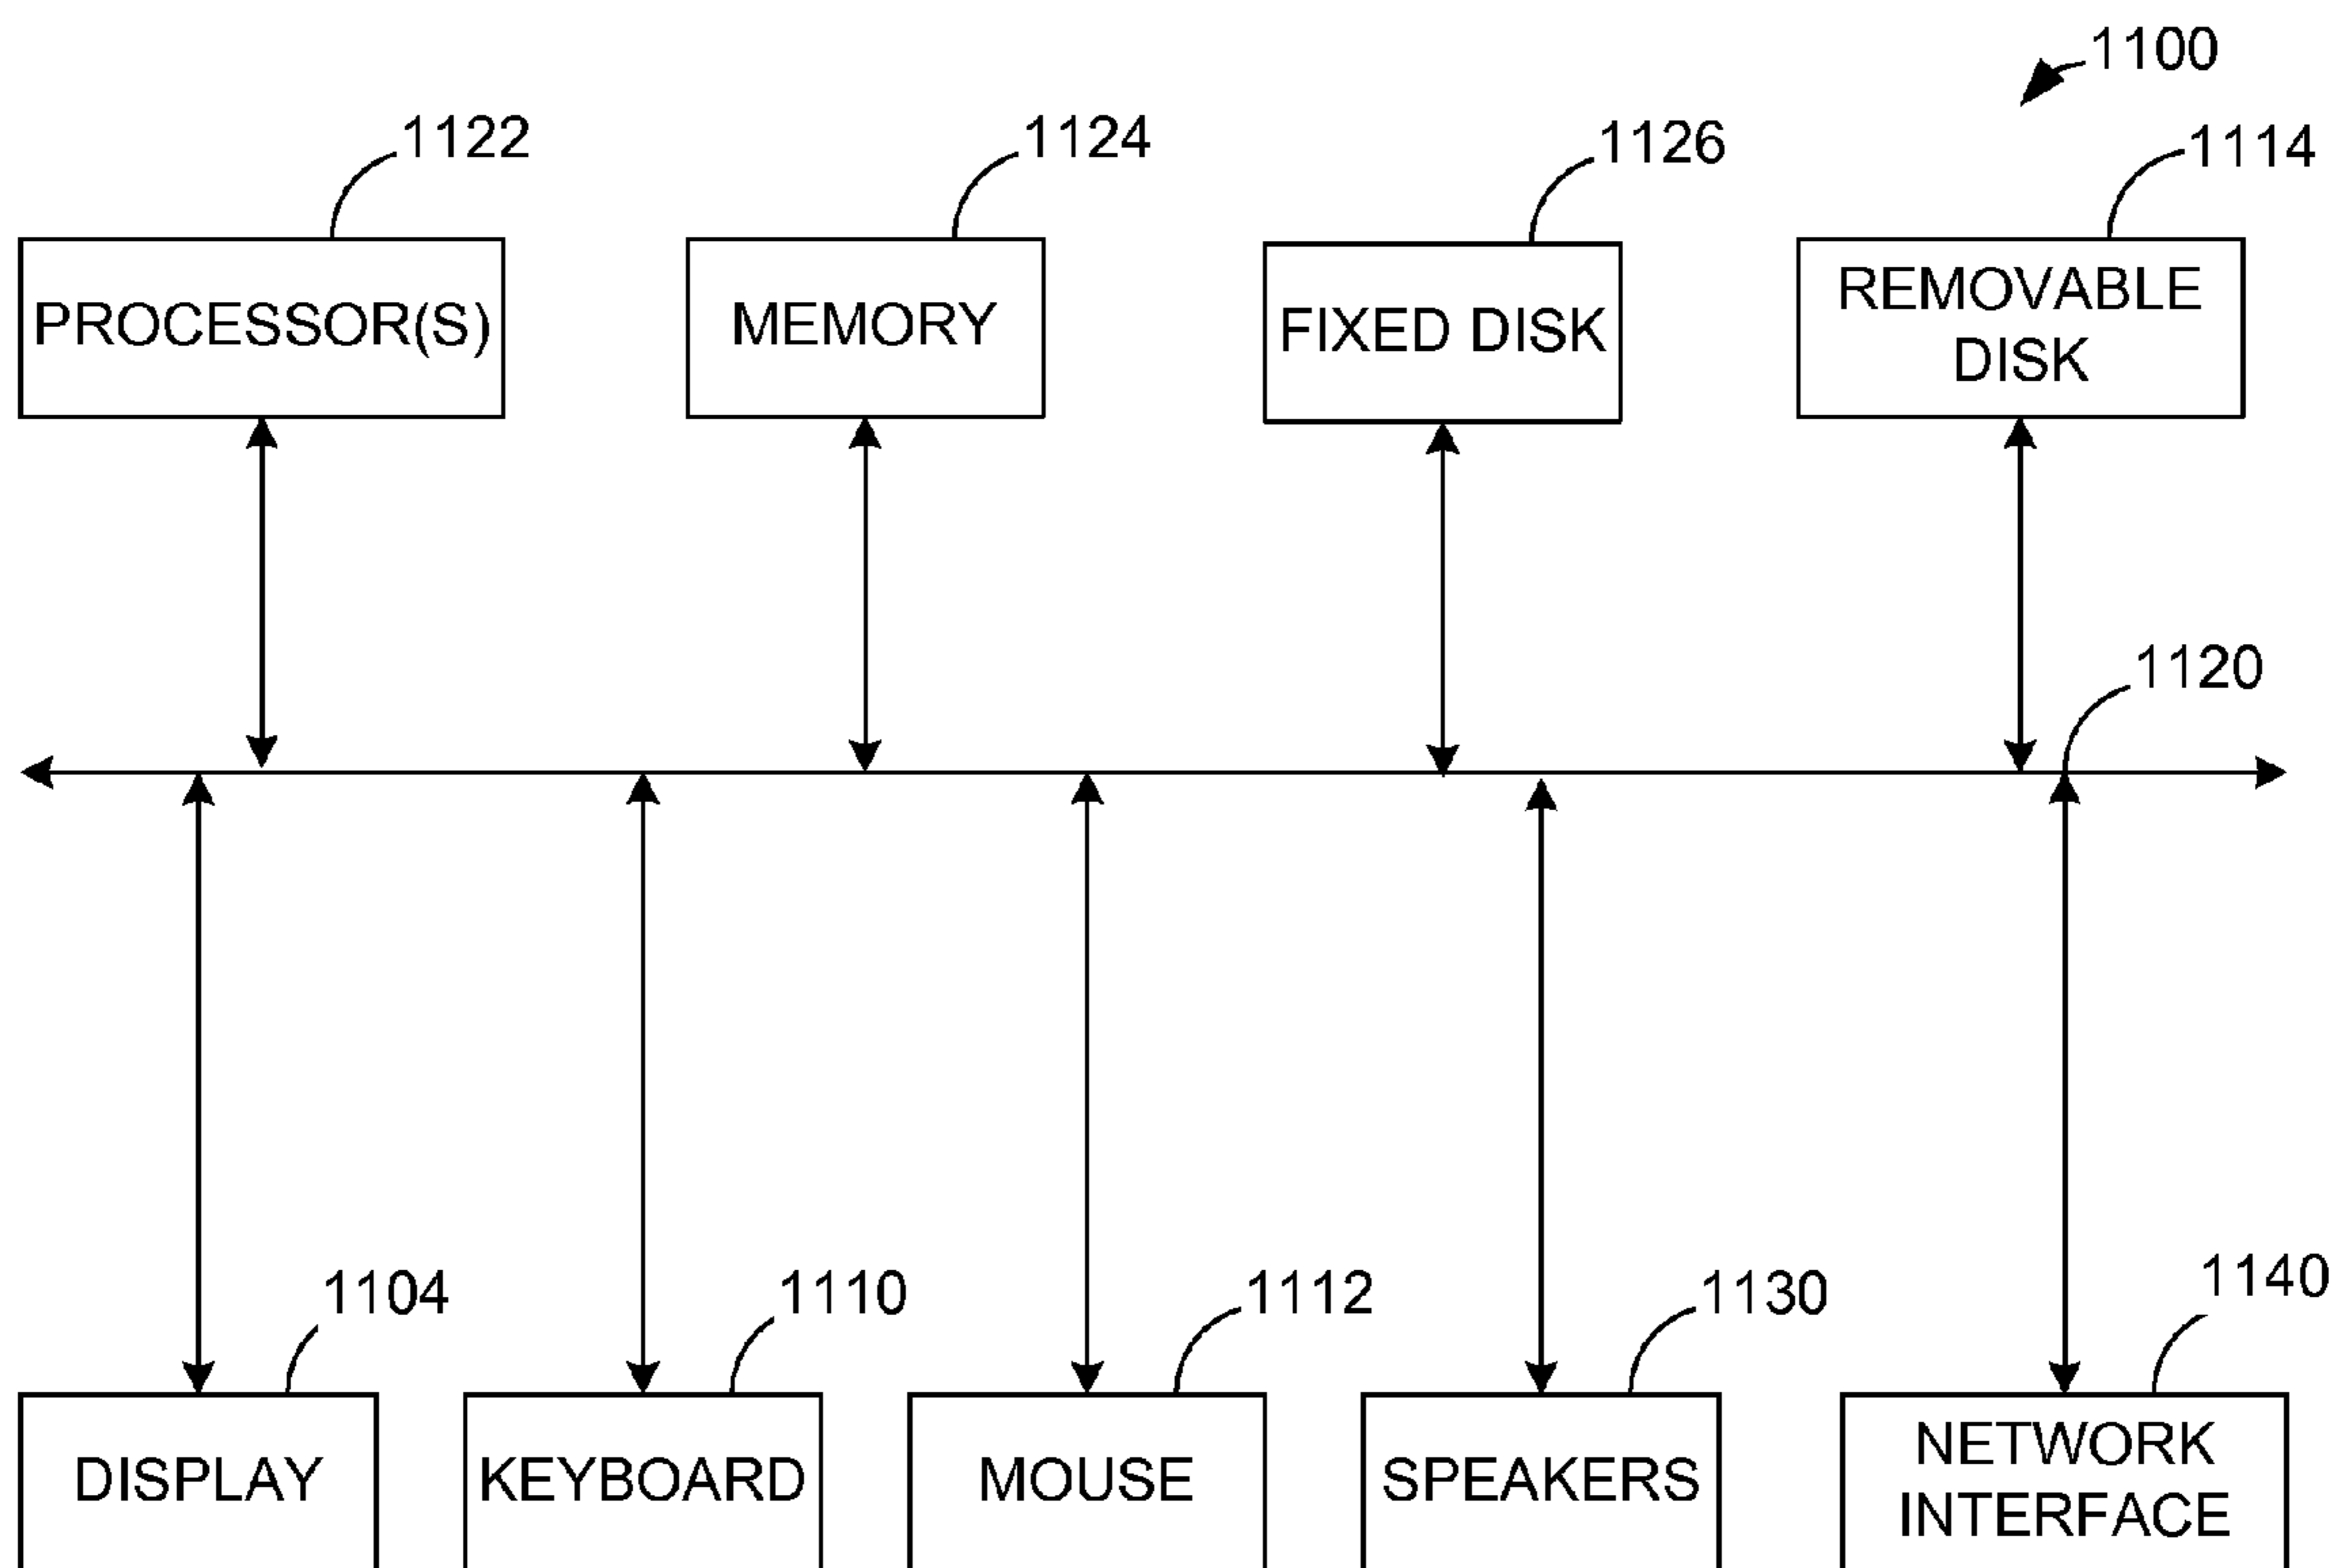 1100
1122
1124
1126
1114
PROCESSOR(S)
MEMORY
FIXED DISK
REMOVABLE
DISK
1120
1104
1110
1112
1130
1140
DISPLAY
KEYBOARD
MOUSE
SPEAKERS
NETWORK
INTERFACE